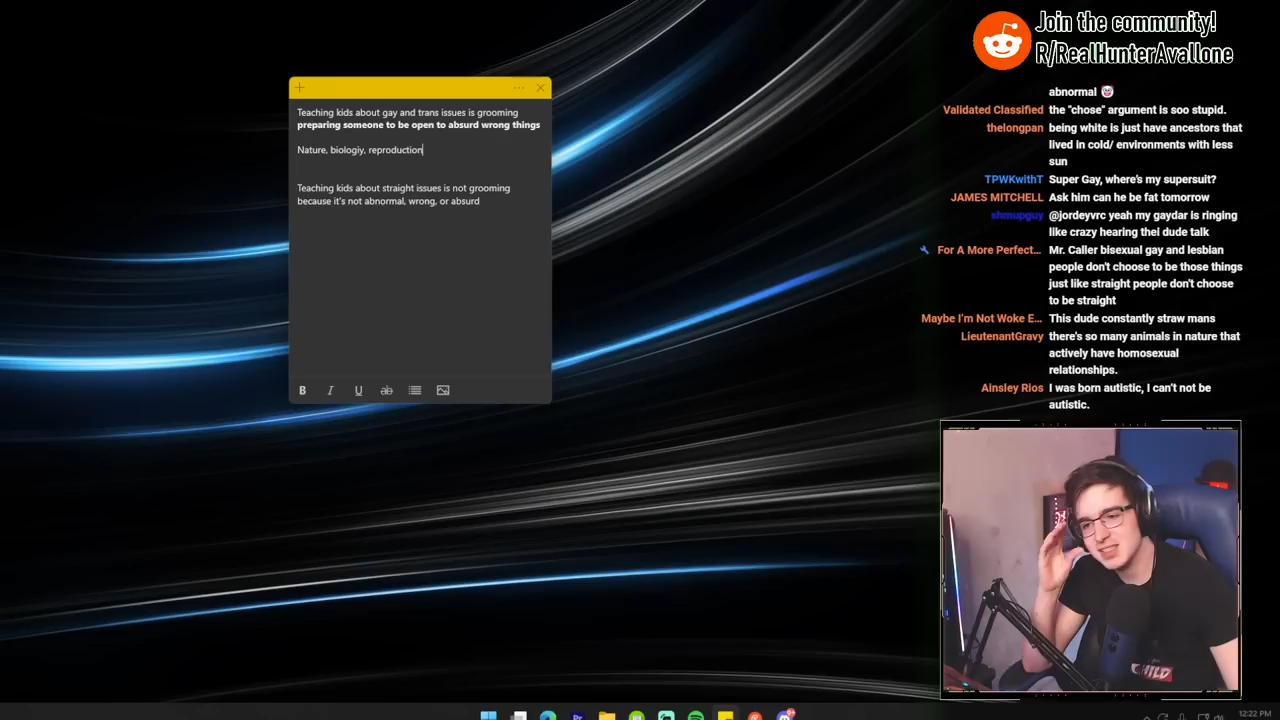 Join the community!
R/RealHunterAvallone
Teaching kids about gay and trans issues is grooming
preparing someone to be open to absurd wrong things
Nature, biologiy, reproduction
Teaching kids about straight issues is not grooming
because it's not abnormal, wrong, or absurd
B I U ab
abnormal
Validated Classified the "chose" argument is soo stupid.
thelongpan being white is just have ancestors that
lived in cold/ environments with less
sun
TPWKwithT Super Gay, where's my supersuit?
JAMES MITCHELL Ask him can he be fat tomorrow
shmupguy @jordeyvrc yeah my gaydar is ringing
like crazy hearing thei dude talk
For A More Perfect... Mr. Caller bisexual gay and lesbian
people don't choose to be those things
just like straight people don't choose
to be straight
Maybe I'm Not Woke E... This dude constantly straw mans
LieutenantGravy there's so many animals in nature that
actively have homosexual
relationships.
Ainsley Rios I was born autistic, I can't not be
autistic.
Pr
12:22 PM